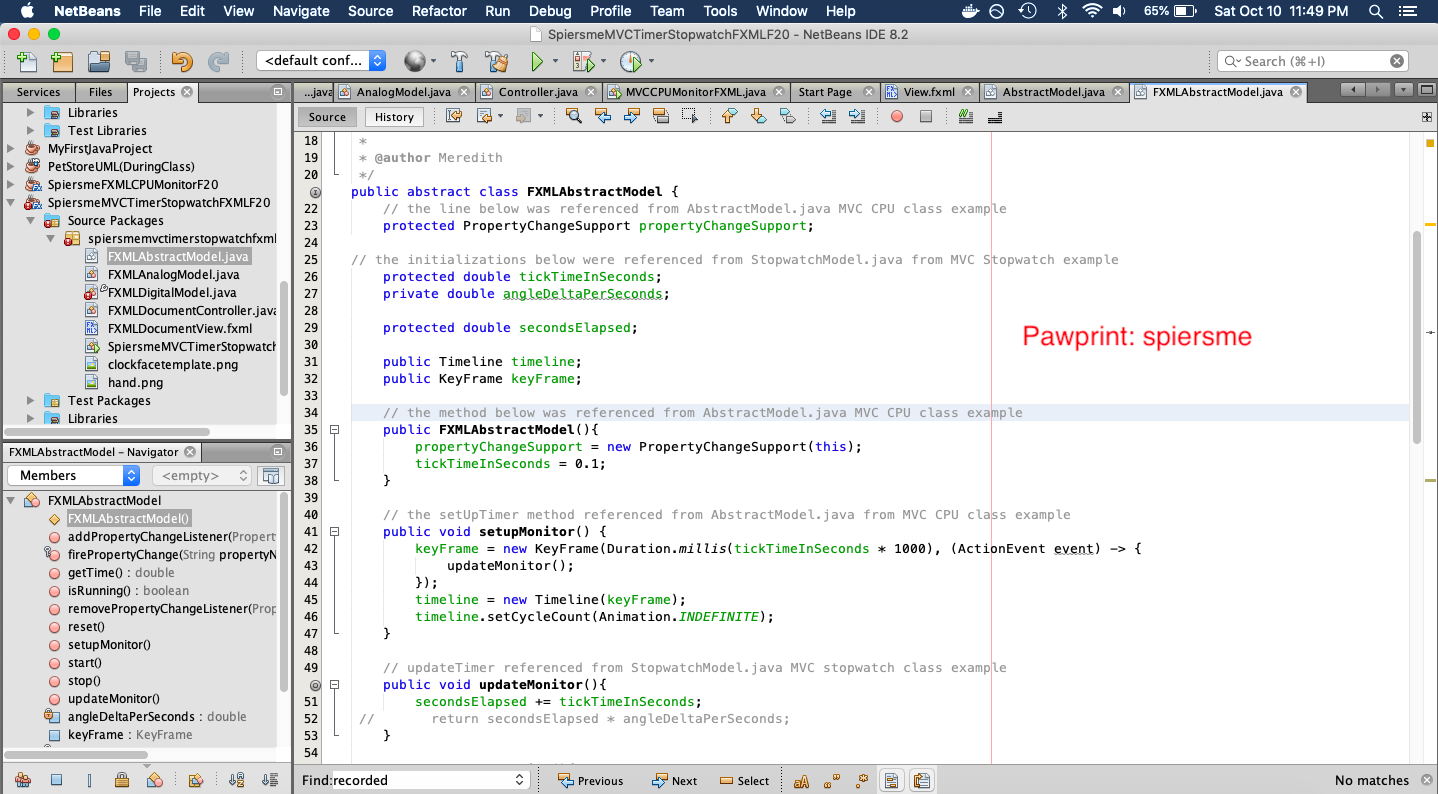 NetBeans File Edit View Navigate Source Refactor Run Debug Profile Team Tools Window Help 65% Sat Oct 10 11:49 PM
SpiersmeMVCTimerStopwatchFXMLF20 - NetBeans IDE 8.2
<default conf... Search (⌘+I)
Services Files Projects
...java AnalogModel.java Controller.java MVCCPUMonitorFXML.java Start Page View.fxml AbstractModel.java FXMLAbstractModel.java
Source History
Libraries
Test Libraries
MyFirstJavaProject
PetStoreUML(DuringClass)
SpiersmeFXMLCPUMonitorF20
SpiersmeMVCTimerStopwatchFXMLF20
Source Packages
spiersmemvctimerstopwatchfxml
FXMLAbstractModel.java
FXMLAnalogModel.java
FXMLDigitalModel.java
FXMLDocumentController.java
FXMLDocumentView.fxml
SpiersmeMVCTimerStopwatch
clockfacetemplate.png
hand.png
Test Packages
Libraries
FXMLAbstractModel - Navigator
Members <empty>
FXMLAbstractModel
FXMLAbstractModel()
addPropertyChangeListener(Propert
firePropertyChange(String propertyN
getTime() : double
isRunning() : boolean
removePropertyChangeListener(Prop
reset()
setupMonitor()
start()
stop()
updateMonitor()
angleDeltaPerSeconds : double
keyFrame : KeyFrame
18 *
19 * @author Meredith
20 */
public abstract class FXMLAbstractModel {
22 // the line below was referenced from AbstractModel.java MVC CPU class example
23 protected PropertyChangeSupport propertyChangeSupport;
24
25 // the initializations below were referenced from StopwatchModel.java from MVC Stopwatch example
26 protected double tickTimeInSeconds;
27 private double angleDeltaPerSeconds;
28
29 protected double secondsElapsed;
30
31 public Timeline timeline;
32 public KeyFrame keyFrame;
33
34 // the method below was referenced from AbstractModel.java MVC CPU class example
35 public FXMLAbstractModel(){
36 propertyChangeSupport = new PropertyChangeSupport(this);
37 tickTimeInSeconds = 0.1;
38 }
39
40 // the setUpTimer method referenced from AbstractModel.java from MVC CPU class example
41 public void setupMonitor() {
42 keyFrame = new KeyFrame(Duration.millis(tickTimeInSeconds * 1000), (ActionEvent event) -> {
43 updateMonitor();
44 });
45 timeline = new Timeline(keyFrame);
46 timeline.setCycleCount(Animation.INDEFINITE);
47 }
48
49 // updateTimer referenced from StopwatchModel.java MVC stopwatch class example
public void updateMonitor(){
51 secondsElapsed += tickTimeInSeconds;
52 // return secondsElapsed * angleDeltaPerSeconds;
53 }
54
Pawprint: spiersme
Find: recorded Previous Next Select No matches